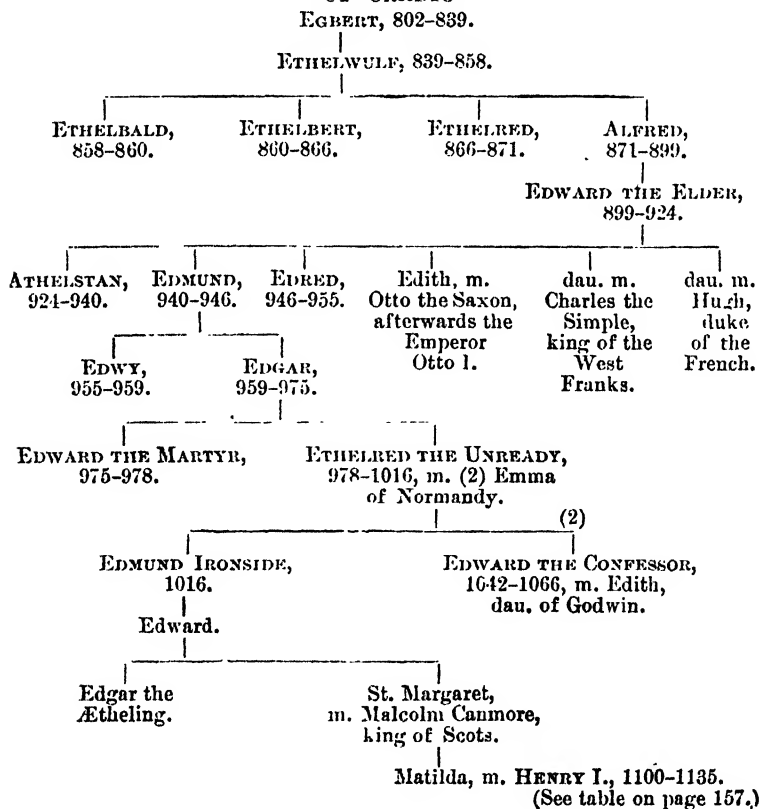 EGBERT, 802-839.
ETHELWULF, 839-858.
ETHELBALD, ETHELBERT, ETHELRED, ALFRED,
858-860. 860-866. 866-871. 871-899.
EDWARD THE ELDER,
899-924.
ATHELSTAN, EDMUND, EDRED, Edith, m. dau. m. dau. m.
924-940. 940-946. 946-955. Otto the Saxon, Charles the Hugh,
afterwards the Simple, duke
Emperor king of the of the
Otto I. West French.
Franks.
EDWY, EDGAR,
955-959. 959-975.
EDWARD THE MARTYR, ETHELRED THE UNREADY,
975-978. 978-1016, m. (2) Emma
of Normandy.
(2)
EDMUND IRONSIDE, EDWARD THE CONFESSOR,
1016. 1042-1066, m. Edith,
dau. of Godwin.
Edward.
Edgar the St. Margaret,
Ætheling. m. Malcolm Canmore,
king of Scots.
Matilda, m. HENRY I., 1100-1135.
(See table on page 157.)